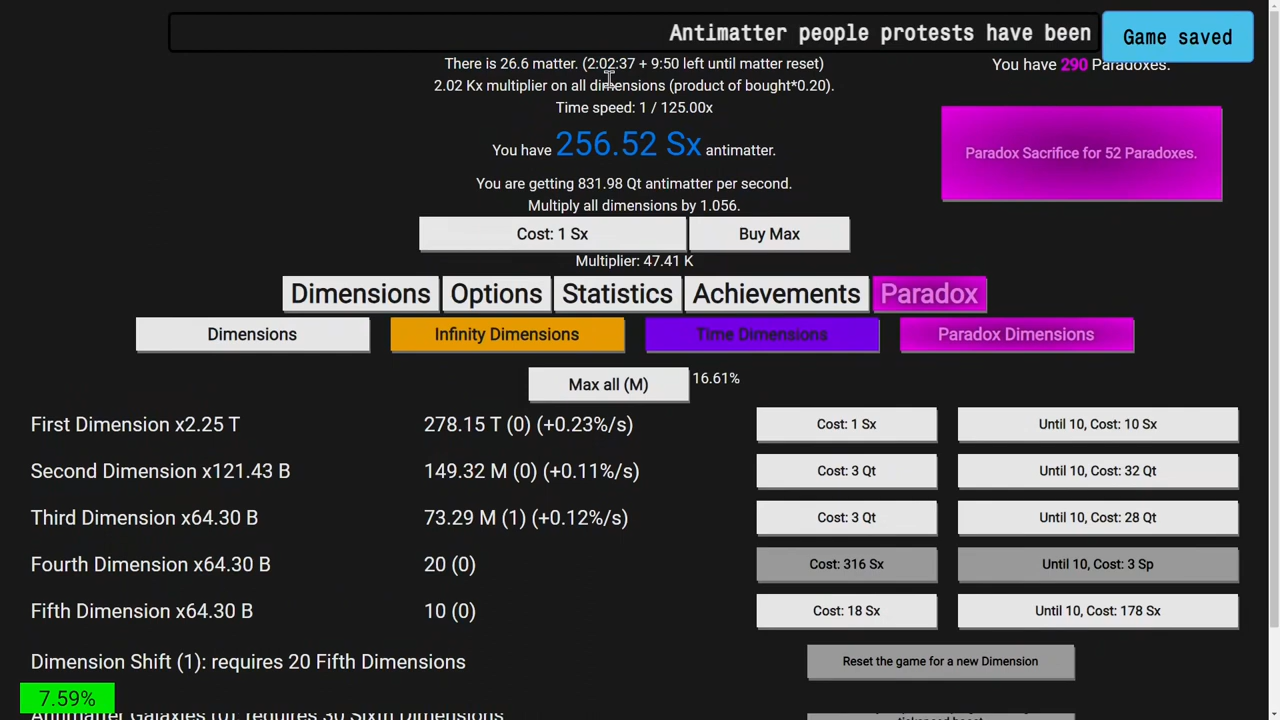 Antimatter people protests have been
Game saved
There is 26.6 matter. (2:02:37 + 9:50 left until matter reset)
You have 290 Paradoxes.
2.02 Kx multiplier on all dimensions (product of bought*0.20).
Time speed: 1 / 125.00x
You have 256.52 Sx antimatter.
Paradox Sacrifice for 52 Paradoxes.
You are getting 831.98 Qt antimatter per second.
Multiply all dimensions by 1.056.
Cost: 1 Sx Buy Max
Multiplier: 47.41 K
Dimensions Options Statistics Achievements Paradox
Dimensions Infinity Dimensions Time Dimensions Paradox Dimensions
Max all (M) 16.61%
First Dimension x2.25 T 278.15 T (0) (+0.23%/s) Cost: 1 Sx Until 10, Cost: 10 Sx
Second Dimension x121.43 B 149.32 M (0) (+0.11%/s) Cost: 3 Qt Until 10, Cost: 32 Qt
Third Dimension x64.30 B 73.29 M (1) (+0.12%/s) Cost: 3 Qt Until 10, Cost: 28 Qt
Fourth Dimension x64.30 B 20 (0) Cost: 316 Sx Until 10, Cost: 3 Sp
Fifth Dimension x64.30 B 10 (0) Cost: 18 Sx Until 10, Cost: 178 Sx
Dimension Shift (1): requires 20 Fifth Dimensions Reset the game for a new Dimension
7.59%
Antimatter Galaxies (0): requires 30 Sixth Dimensions
tickspeed boost